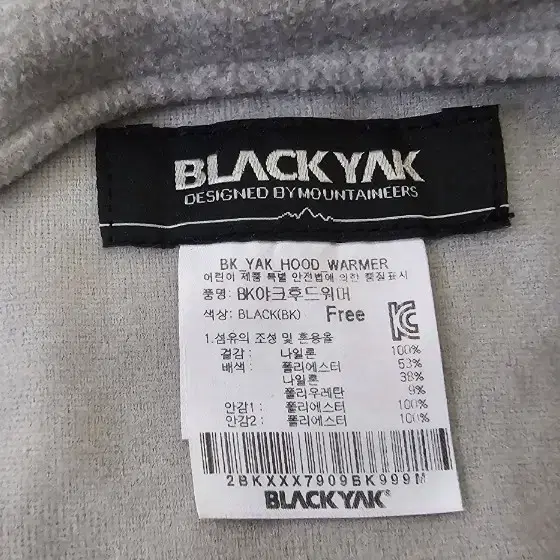 BLACKYAK
DESIGNED BY MOUNTAINEERS
BK_YAK_HOOD_WARMER
어린이 제품 특별 안전법에 의한 품질표시
품명: BK야크후드워머
색상: BLACK(BK) Free
1.섬유의 조성 및 혼용율
겉감 : 나일론 100%
배색 : 폴리에스터 53%
나일론 38%
폴리우레탄 9%
안감1 : 폴리에스터 100%
안감2 : 폴리에스터 100%
2BKXXX7909BK999M
BLACKYAK